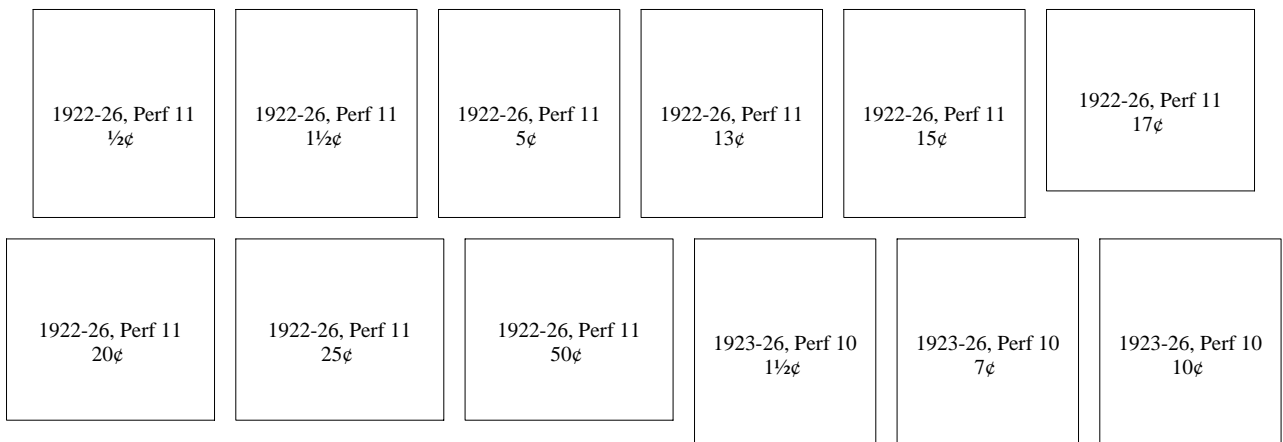 1922-26, Perf 11
½¢
1922-26, Perf 11
1½¢
1922-26, Perf 11
5¢
1922-26, Perf 11
13¢
1922-26, Perf 11
15¢
1922-26, Perf 11
17¢
1922-26, Perf 11
20¢
1922-26, Perf 11
25¢
1922-26, Perf 11
50¢
1923-26, Perf 10
1½¢
1923-26, Perf 10
7¢
1923-26, Perf 10
10¢